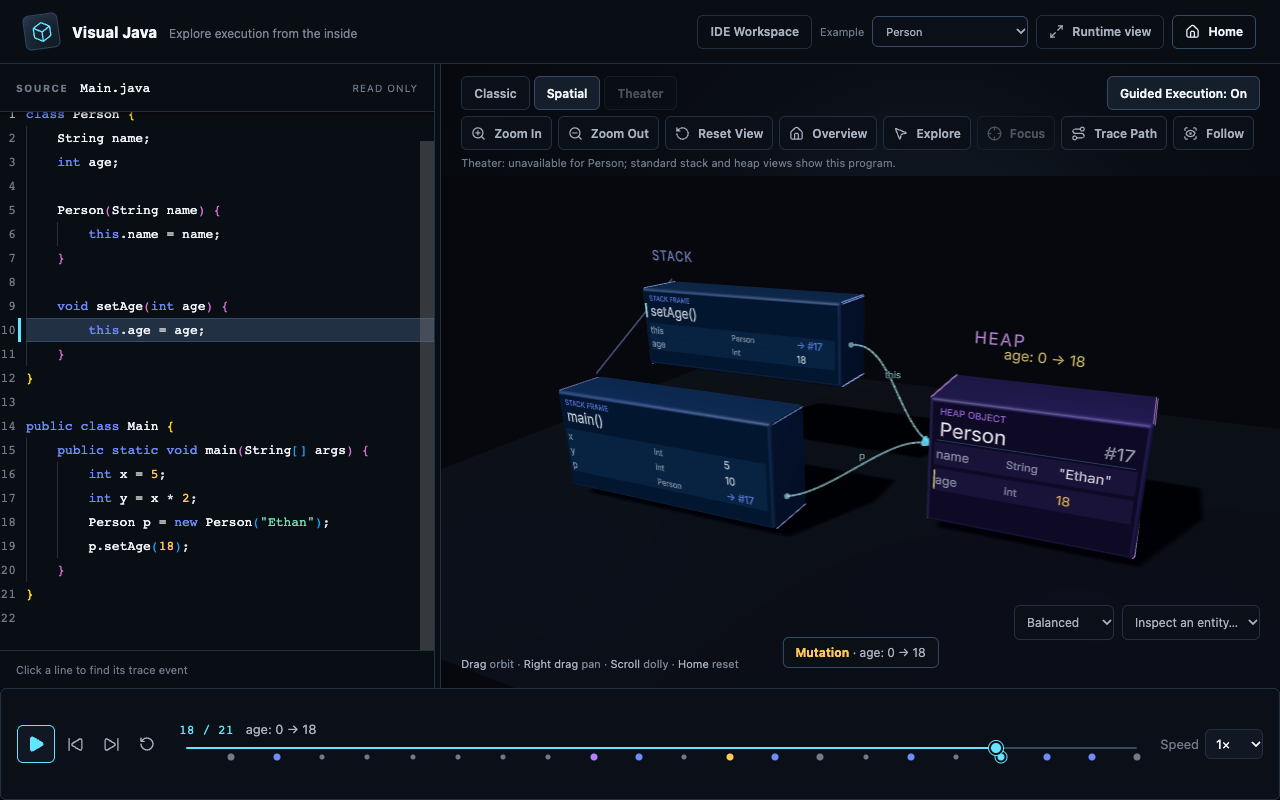 Visual Java Explore execution from the inside
IDE Workspace Example Person Runtime view Home
SOURCE Main.java READ ONLY
1 class Person {
2 String name;
3 int age;
4
5 Person(String name) {
6 this.name = name;
7 }
8
9 void setAge(int age) {
10 this.age = age;
11 }
12 }
13
14 public class Main {
15 public static void main(String[] args) {
16 int x = 5;
17 int y = x * 2;
18 Person p = new Person("Ethan");
19 p.setAge(18);
20 }
21 }
22
Click a line to find its trace event
Classic Spatial Theater Guided Execution: On
Zoom In Zoom Out Reset View Overview Explore Focus Trace Path Follow
Theater: unavailable for Person; standard stack and heap views show this program.
STACK
STACK FRAME
setAge()
this Person → #17
age int 18
this
STACK FRAME
main()
x int 5
y int 10
p Person → #17
p
HEAP
age: 0 → 18
HEAP OBJECT
Person #17
name String "Ethan"
age int 18
Balanced Inspect an entity...
Mutation · age: 0 → 18
Drag orbit · Right drag pan · Scroll dolly · Home reset
18 / 21 age: 0 → 18
Speed 1×